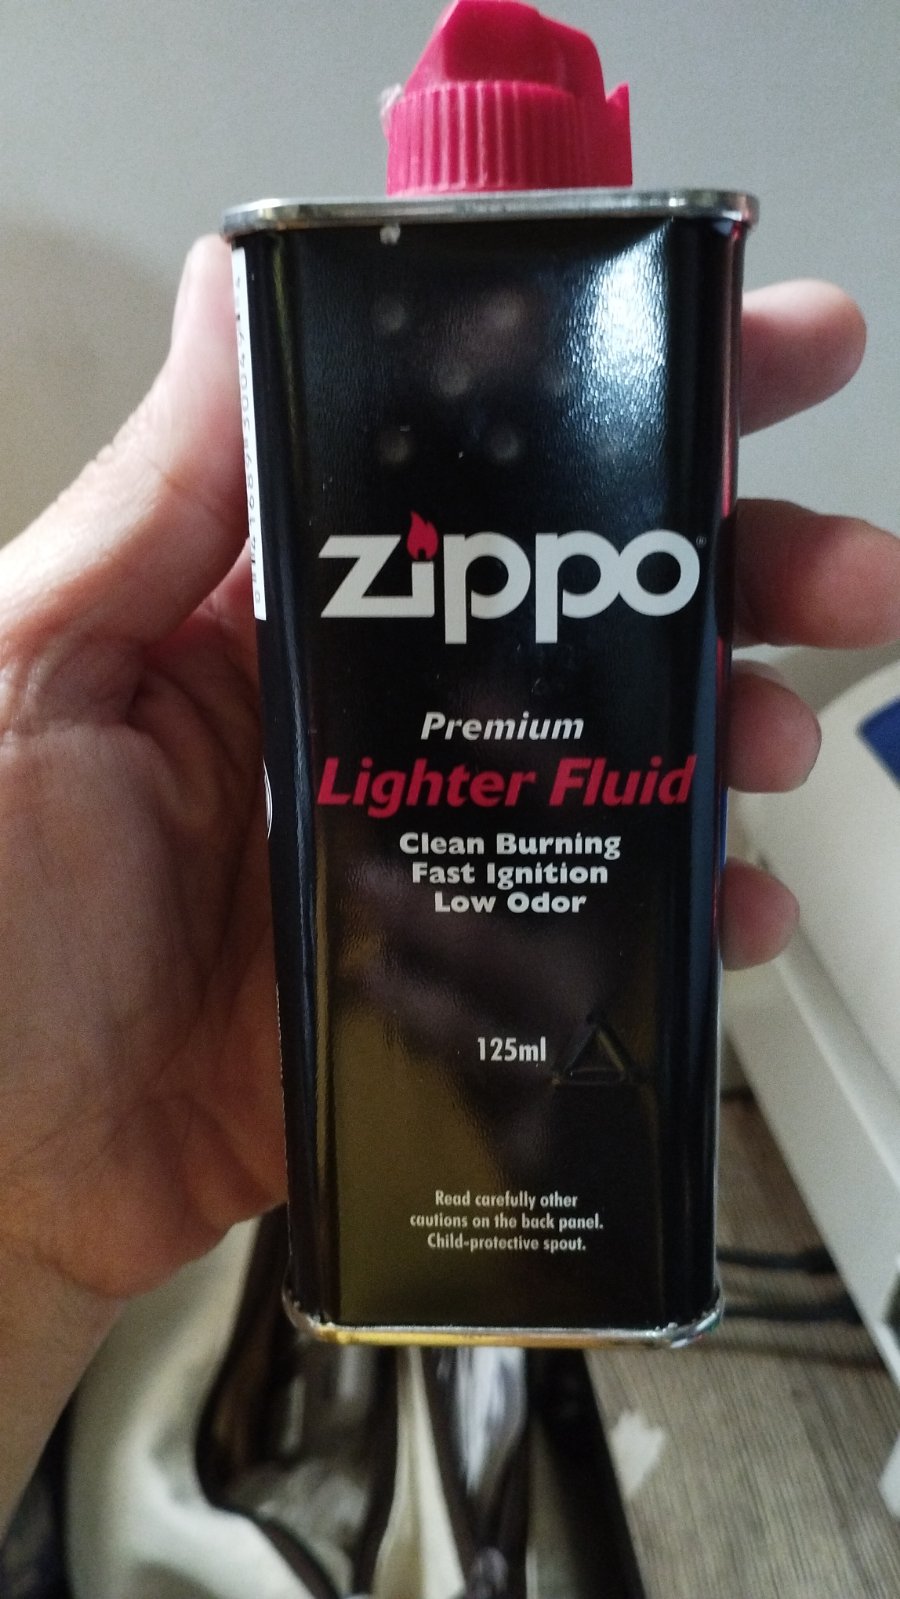 zippo
Premium
Lighter Fluid
Clean Burning
Fast Ignition
Low Odor
125ml
Read carefully other
cautions on the back panel.
Child-protective spout.